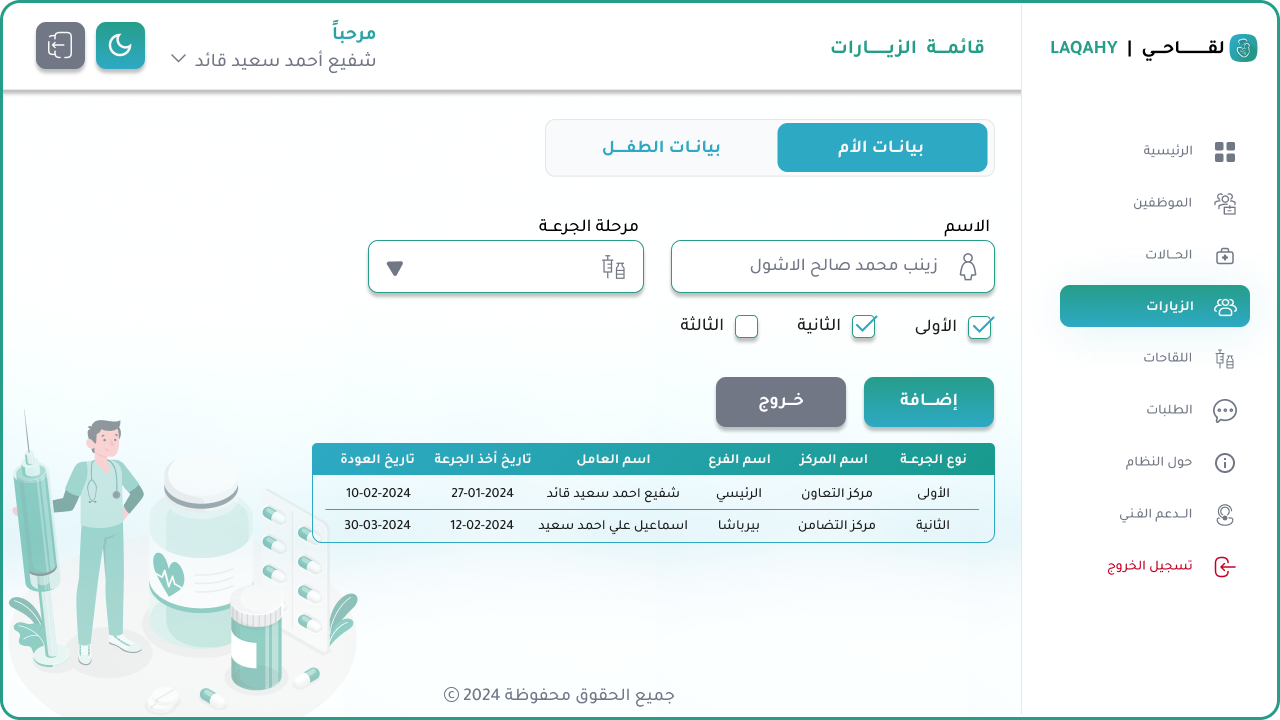 لقـــاحـي | LAQAHY
الرئيسية
الموظفين
الحـالات
الزيارات
اللقاحات
الطلبات
حول النظام
الـدعم الفـني
تسجيل الخروج
قائمـة الزيـارات
مرحباً
شفيع أحمد سعيد قائد
بيانـات الأم
بيانـات الطفـل
الاسم
مرحلة الجرعـة
زينب محمد صالح الاشول
الأولى
الثانية
الثالثة
إضـافة
خـروج
نوع الجرعـة اسم المركز اسم الفرع اسم العامل تاريخ أخذ الجرعة تاريخ العودة
الأولى مركز التعاون الرئيسي شفيع احمد سعيد قائد 27-01-2024 10-02-2024
الثانية مركز التضامن بيرباشا اسماعيل علي احمد سعيد 12-02-2024 30-03-2024
جميع الحقوق محفوظة 2024 ©